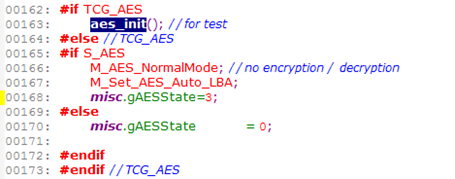 00162: #if TCG_AES
00163: aes_init(); //for test
00164: #else //TCG_AES
00165: #if S_AES
00166: M_AES_NormalMode; //no encryption / decryption
00167: M_Set_AES_Auto_LBA;
00168: misc.gAESState=3;
00169: #else
00170: misc.gAESState = 0;
00171:
00172: #endif
00173: #endif //TCG_AES